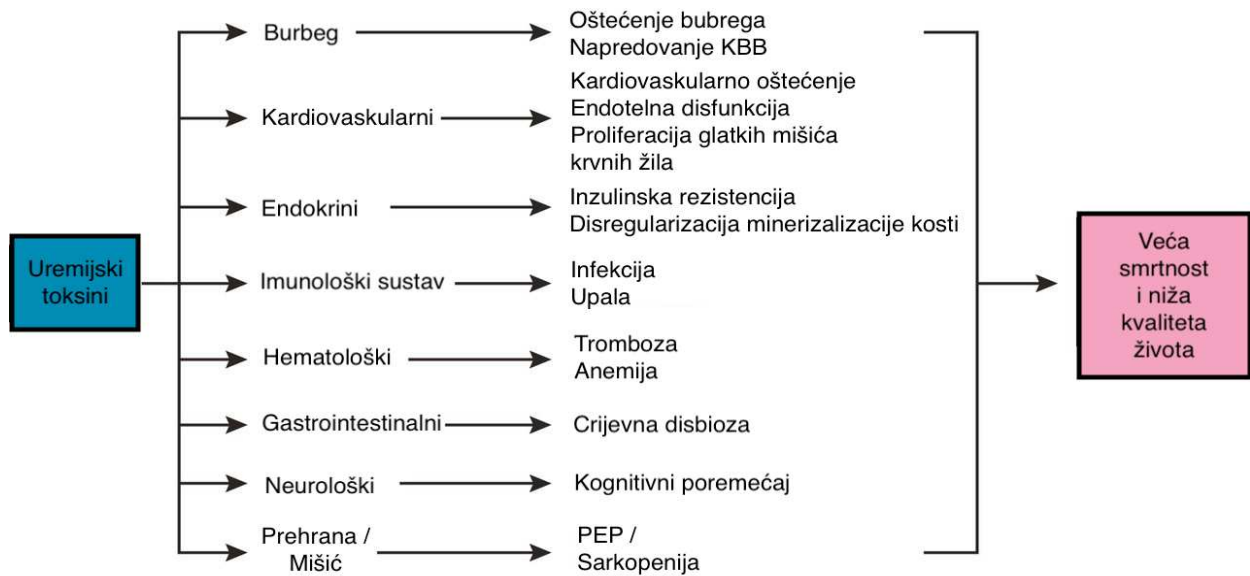 Uremijski
toksini
Burbeg
Oštećenje bubrega
Napredovanje KBB
Kardiovaskularni
Kardiovaskularno oštećenje
Endotelna disfunkcija
Proliferacija glatkih mišića
krvnih žila
Endokrini
Inzulinska rezistencija
Disregularizacija minerizalizacije kosti
Imunološki sustav
Infekcija
Upala
Hematološki
Tromboza
Anemija
Gastrointestinalni
Crijevna disbioza
Neurološki
Kognitivni poremećaj
Prehrana /
Mišić
PEP /
Sarkopenija
Veća
smrtnost
i niža
kvaliteta
života